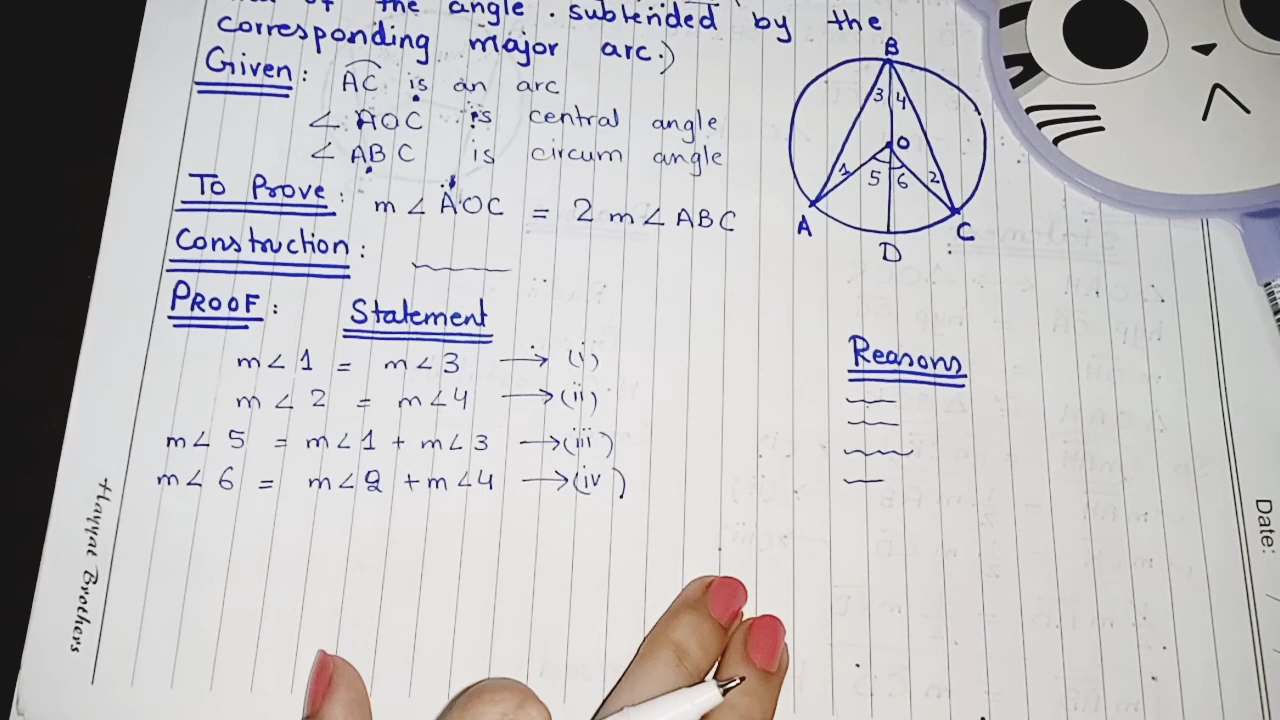 of the angle subtended by the
corresponding major arc.)
Given: AC is an arc
∠ AOC is central angle
∠ ABC is circum angle
To Prove: m∠AOC = 2m∠ABC
Construction:
PROOF: Statement
Reasons
m∠1 = m∠3 → (i)
m∠2 = m∠4 → (ii)
m∠5 = m∠1 + m∠3 → (iii)
m∠6 = m∠2 + m∠4 → (iv)
B
3 4
O
1 5 6 2
A C
D
Hayyat Brothers
Date: